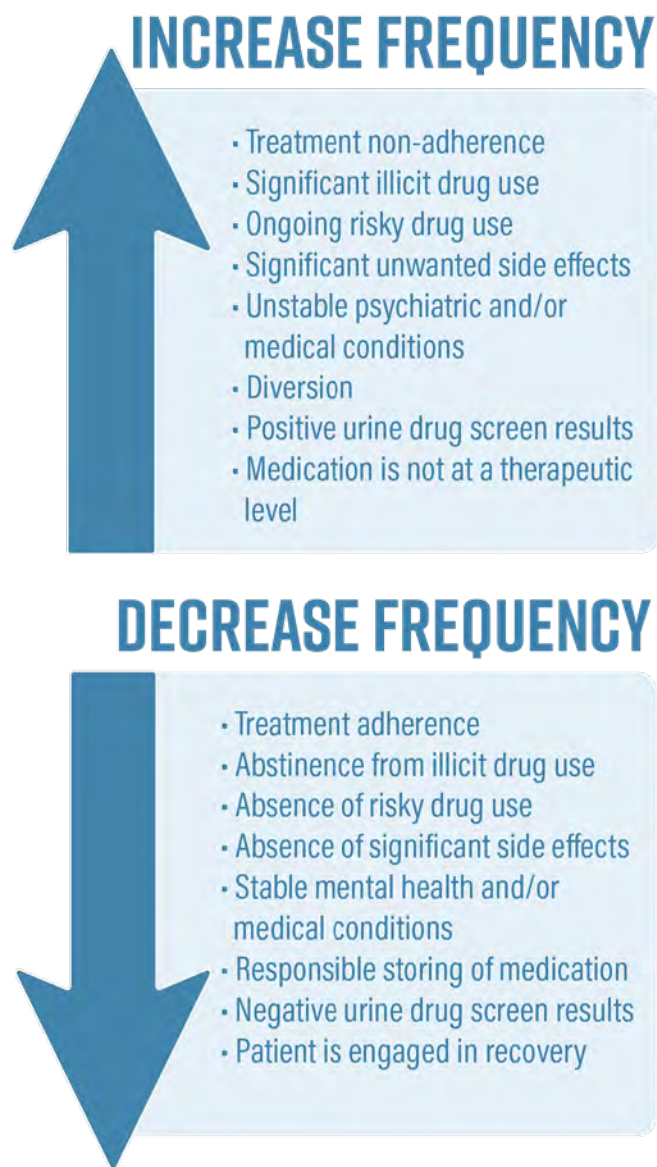 INCREASE FREQUENCY
· Treatment non-adherence
· Significant illicit drug use
· Ongoing risky drug use
· Significant unwanted side effects
· Unstable psychiatric and/or
medical conditions
· Diversion
· Positive urine drug screen results
· Medication is not at a therapeutic
level
DECREASE FREQUENCY
· Treatment adherence
· Abstinence from illicit drug use
· Absence of risky drug use
· Absence of significant side effects
· Stable mental health and/or
medical conditions
· Responsible storing of medication
· Negative urine drug screen results
· Patient is engaged in recovery